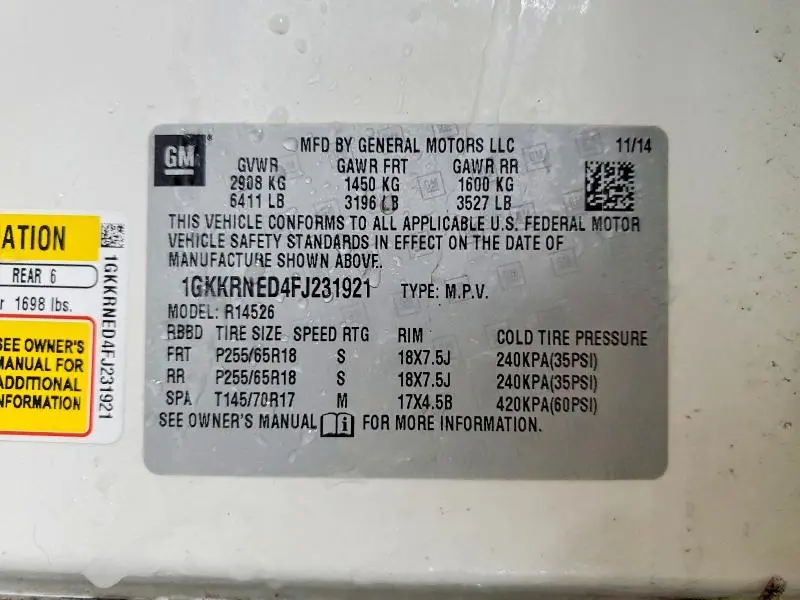 GM
MFD BY GENERAL MOTORS LLC 11/14
GVWR GAWR FRT GAWR RR
2908 KG 1450 KG 1600 KG
6411 LB 3196 LB 3527 LB
THIS VEHICLE CONFORMS TO ALL APPLICABLE U.S. FEDERAL MOTOR
VEHICLE SAFETY STANDARDS IN EFFECT ON THE DATE OF
MANUFACTURE SHOWN ABOVE.
1GKKRNED4FJ231921 TYPE: M.P.V.
MODEL: R14526
RBBD TIRE SIZE SPEED RTG RIM COLD TIRE PRESSURE
FRT P255/65R18 S 18X7.5J 240KPA(35PSI)
RR P255/65R18 S 18X7.5J 240KPA(35PSI)
SPA T145/70R17 M 17X4.5B 420KPA(60PSI)
SEE OWNER'S MANUAL FOR MORE INFORMATION.
ATION
REAR 6
r 1698 lbs.
SEE OWNER'S
MANUAL FOR
ADDITIONAL
NFORMATION
1GKKRNED4FJ231921